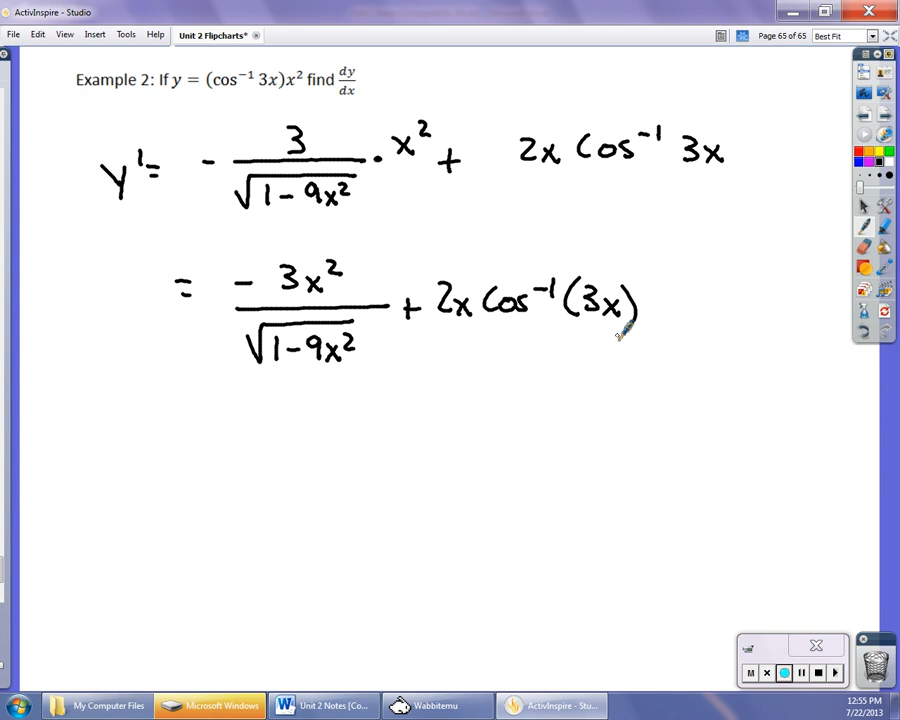 ActivInspire - Studio
File Edit View Insert Tools Help Unit 2 Flipcharts* Page 65 of 65 Best Fit
Example 2: If y = (cos⁻¹ 3x)x² find dy/dx
y' = - 3/√(1 - 9x²) · x² + 2x cos⁻¹ 3x
= - 3x²/√(1-9x²) + 2x cos⁻¹(3x)
M
My Computer Files Microsoft Windows Unit 2 Notes [Co... Wabbitemu ActivInspire - Stu... 12:55 PM
7/22/2013